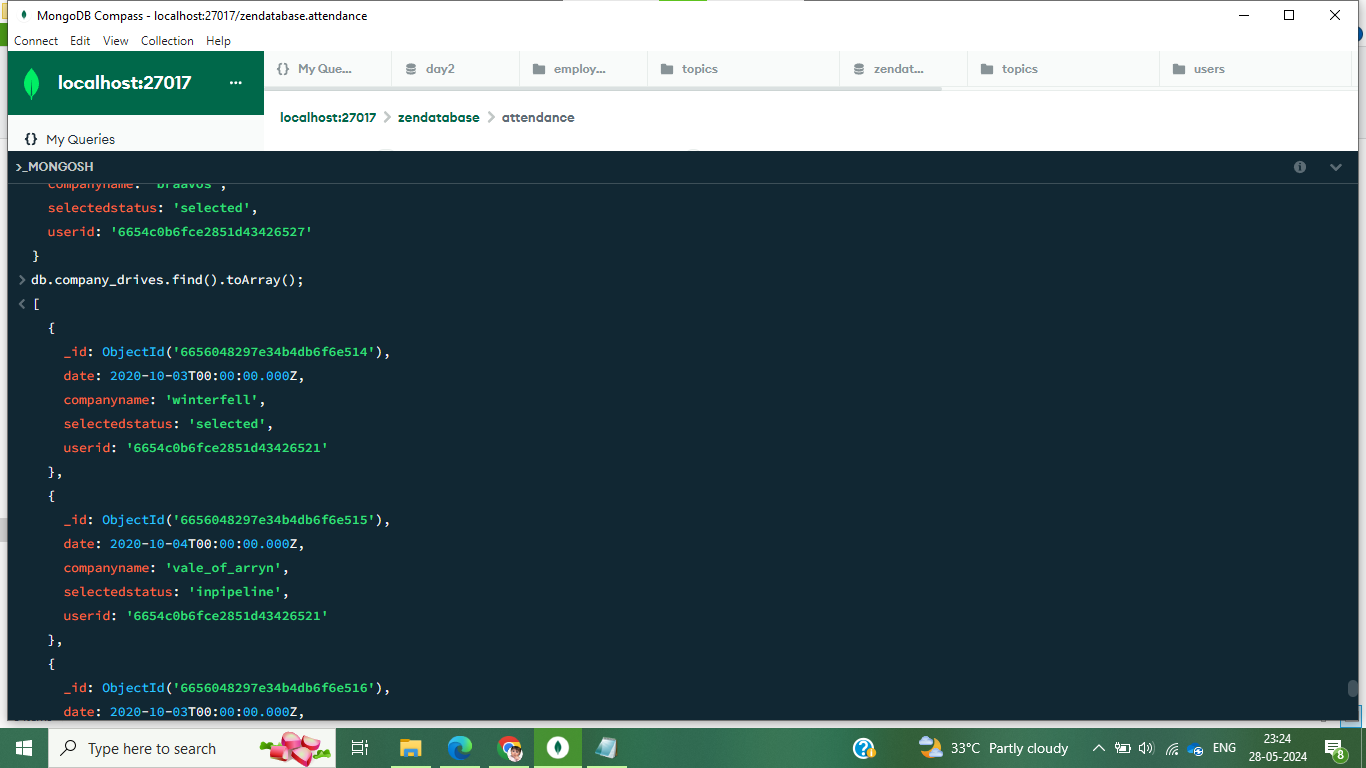 MongoDB Compass - localhost:27017/zendatabase.attendance
Connect Edit View Collection Help
localhost:27017 ...
{} My Que... day2 employ... topics zendat... topics users
localhost:27017 > zendatabase > attendance
{} My Queries
>_MONGOSH
companyname: 'braavos',
selectedstatus: 'selected',
userid: '6654c0b6fce2851d43426527'
}
> db.company_drives.find().toArray();
< [
{
_id: ObjectId('6656048297e34b4db6f6e514'),
date: 2020-10-03T00:00:00.000Z,
companyname: 'winterfell',
selectedstatus: 'selected',
userid: '6654c0b6fce2851d43426521'
},
{
_id: ObjectId('6656048297e34b4db6f6e515'),
date: 2020-10-04T00:00:00.000Z,
companyname: 'vale_of_arryn',
selectedstatus: 'inpipeline',
userid: '6654c0b6fce2851d43426521'
},
{
_id: ObjectId('6656048297e34b4db6f6e516'),
date: 2020-10-03T00:00:00.000Z,
Type here to search
33°C Partly cloudy
ENG
23:24
28-05-2024
8